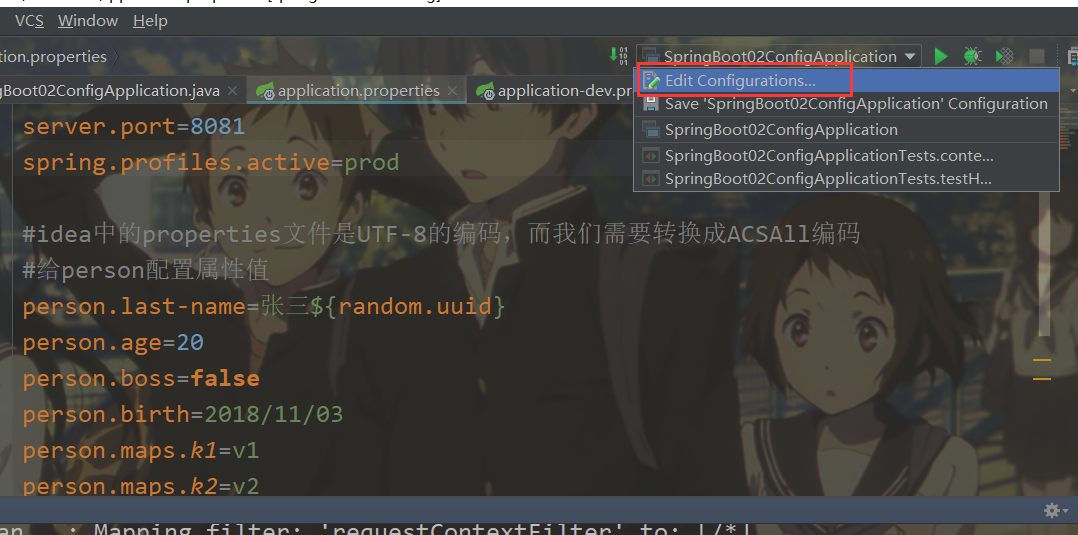 VCS Window Help
ion.properties
SpringBoot02ConfigApplication
gBoot02ConfigApplication.java × application.properties × application-dev.pr
Edit Configurations...
Save 'SpringBoot02ConfigApplication' Configuration
SpringBoot02ConfigApplication
SpringBoot02ConfigApplicationTests.conte...
SpringBoot02ConfigApplicationTests.testH...
server.port=8081
spring.profiles.active=prod
#idea中的properties文件是UTF-8的编码，而我们需要转换成ACSAll编码
#给person配置属性值
person.last-name=张三${random.uuid}
person.age=20
person.boss=false
person.birth=2018/11/03
person.maps.k1=v1
person.maps.k2=v2
an : Mapping filter: 'requestContextFilter' to: [/*]